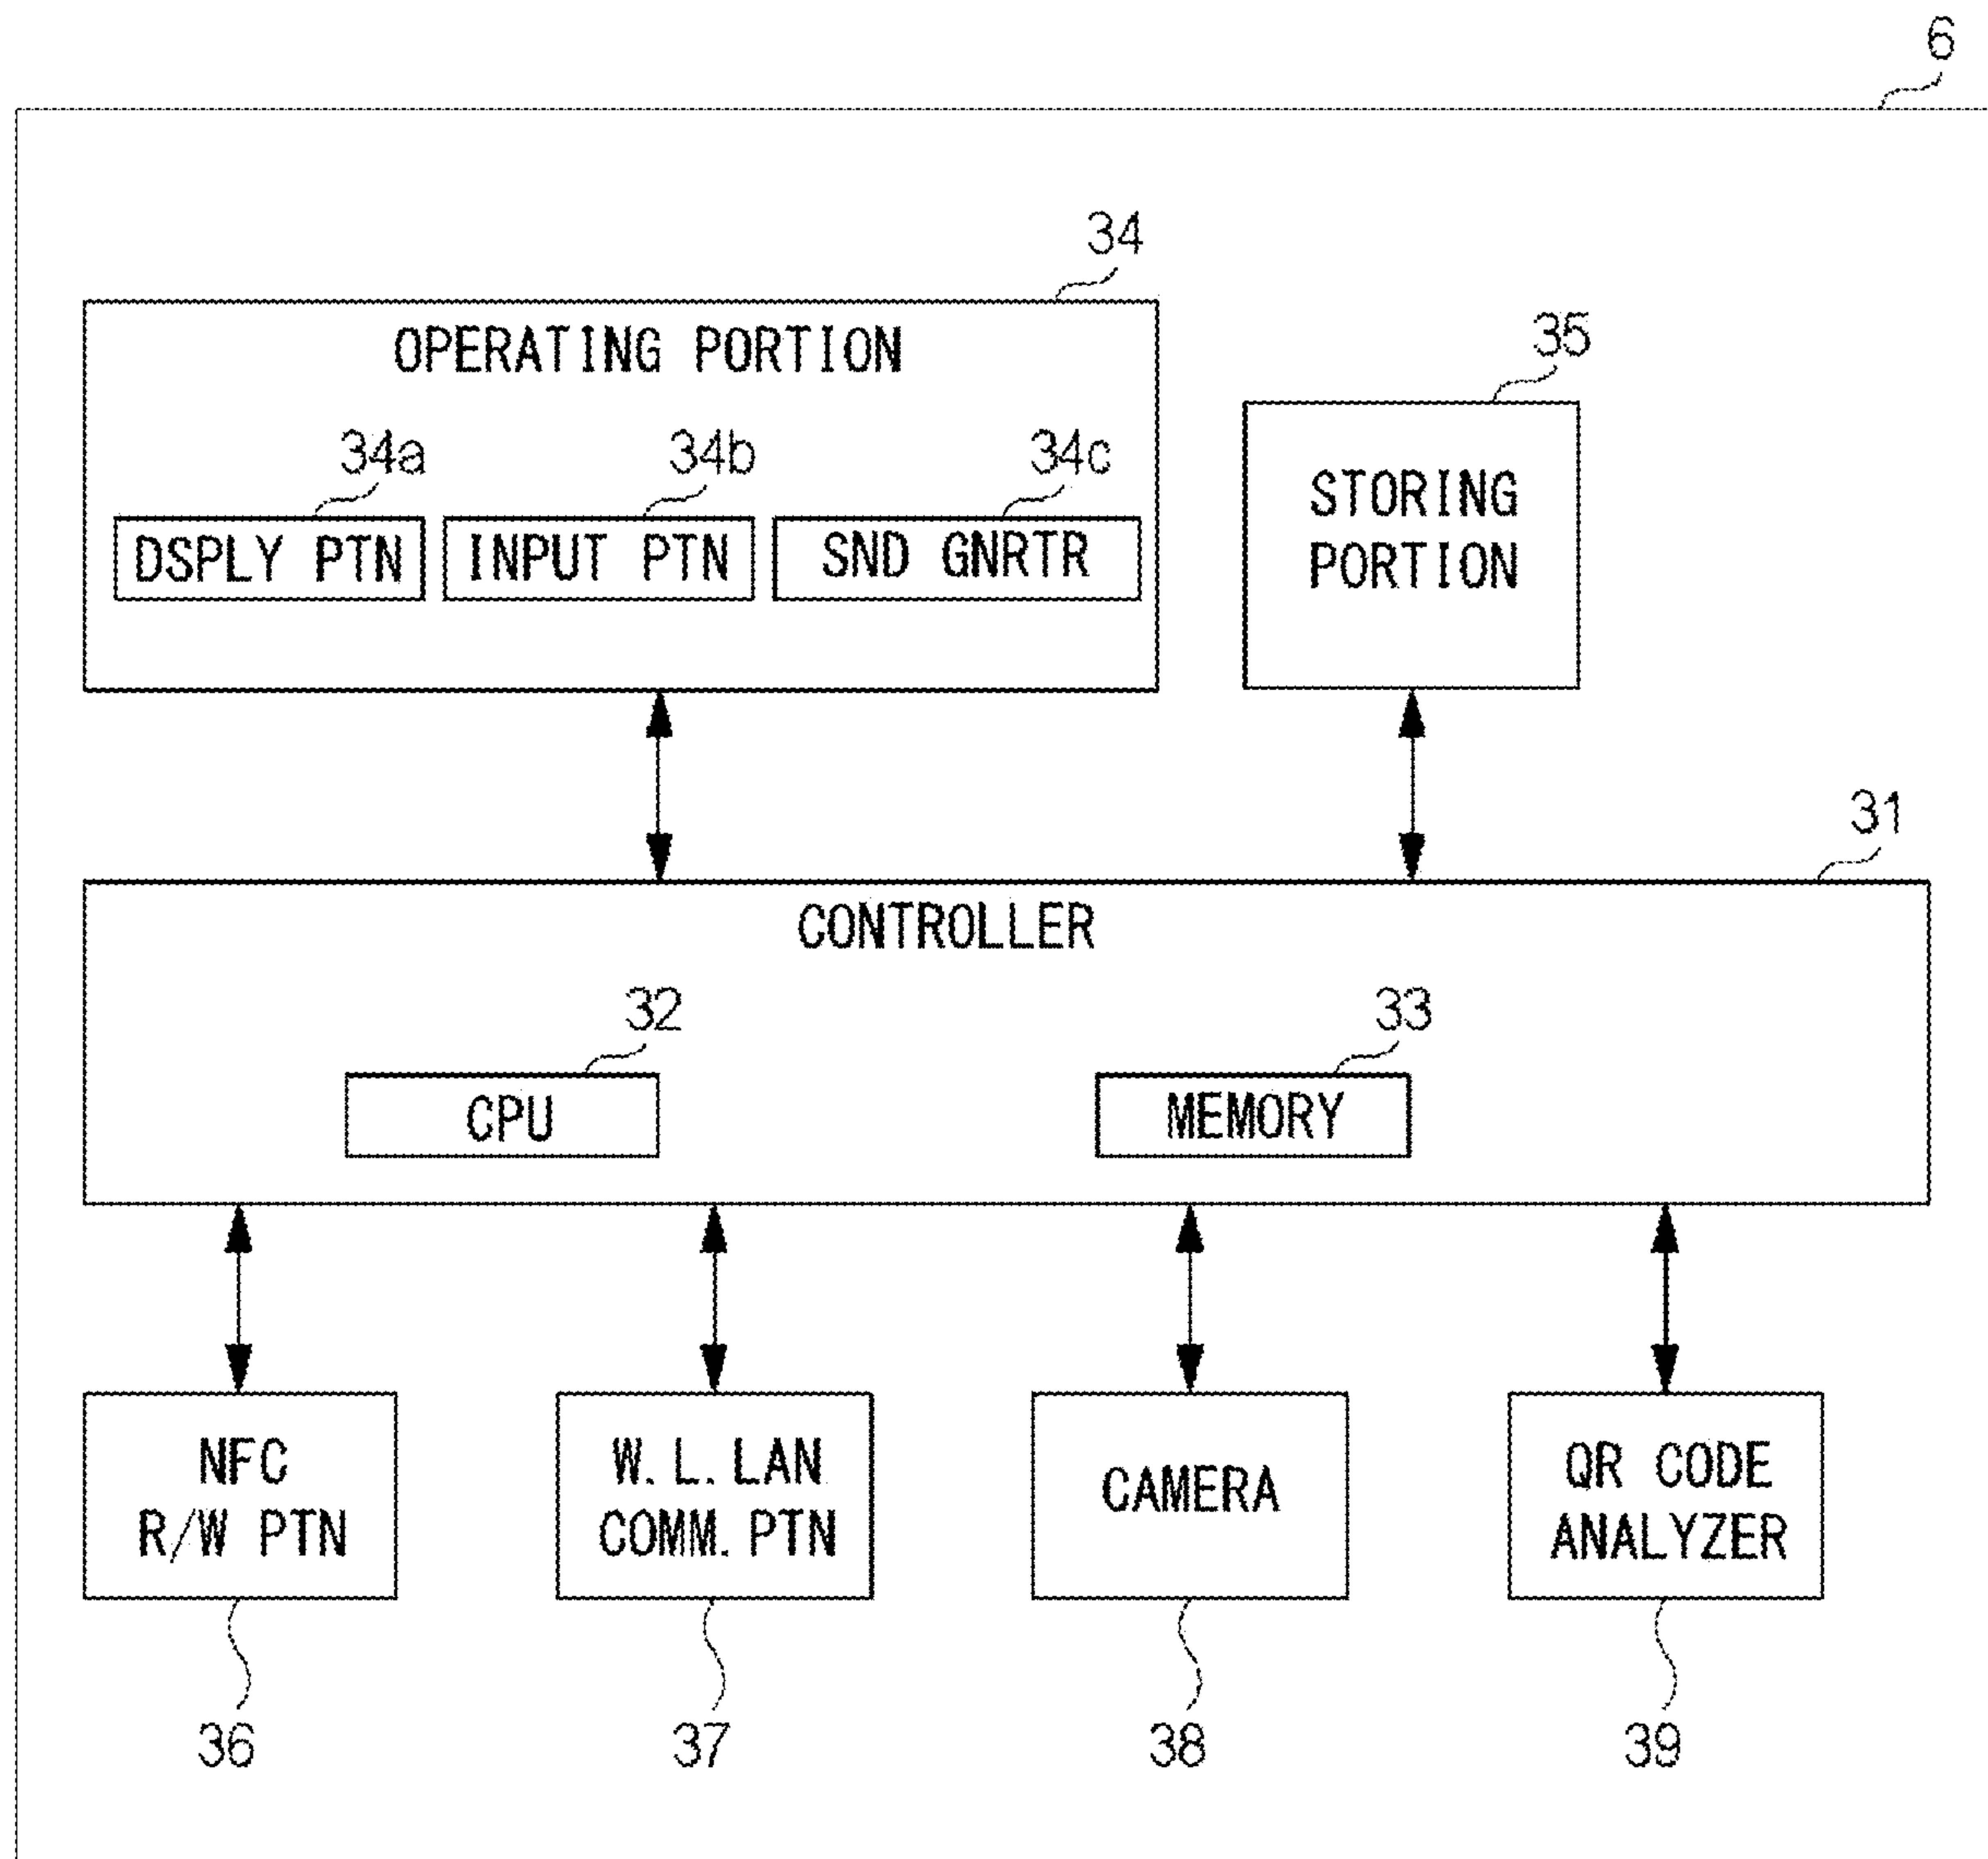 6
34
OPERATING PORTION
35
34a 34b 34c
STORING
PORTION
DSPLY PTN INPUT PTN SND GNRTR
31
CONTROLLER
32 33
CPU MEMORY
NFC
R/W PTN
W.L.LAN
COMM.PTN
CAMERA
QR CODE
ANALYZER
36 37 38 39